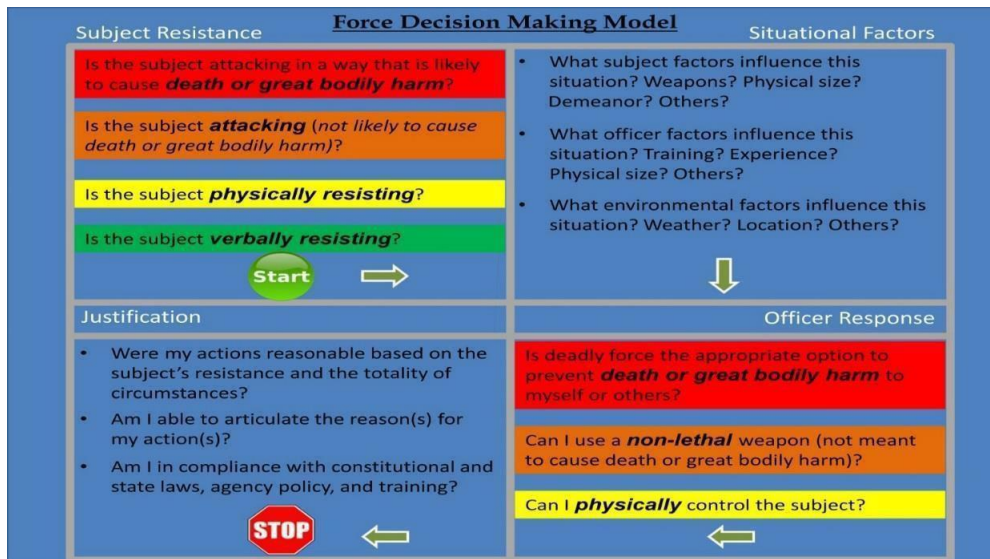 Force Decision Making Model
Subject Resistance
Is the subject attacking in a way that is likely
to cause death or great bodily harm?
Is the subject attacking (not likely to cause
death or great bodily harm)?
Is the subject physically resisting?
Is the subject verbally resisting?
Start
Situational Factors
• What subject factors influence this
situation? Weapons? Physical size?
Demeanor? Others?
• What officer factors influence this
situation? Training? Experience?
Physical size? Others?
• What environmental factors influence this
situation? Weather? Location? Others?
Officer Response
Is deadly force the appropriate option to
prevent death or great bodily harm to
myself or others?
Can I use a non-lethal weapon (not meant
to cause death or great bodily harm)?
Can I physically control the subject?
Justification
• Were my actions reasonable based on the
subject's resistance and the totality of
circumstances?
• Am I able to articulate the reason(s) for
my action(s)?
• Am I in compliance with constitutional and
state laws, agency policy, and training?
STOP